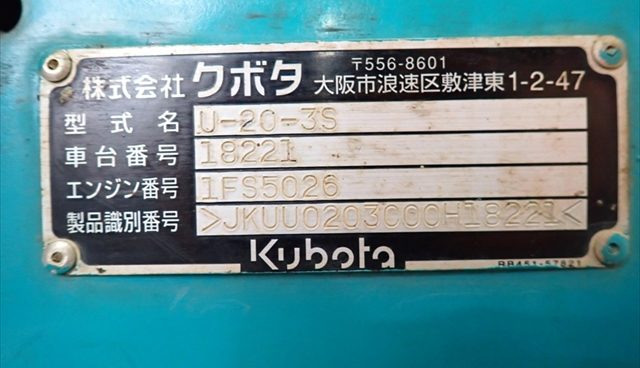 〒556-8601
株式会社 クボタ 大阪市浪速区敷津東1-2-47
型式名 U-20-3S
車台番号 18221
エンジン番号 1FS5026
製品識別番号 >JKUU0203C00H18221<
Kubota
RB451-57821